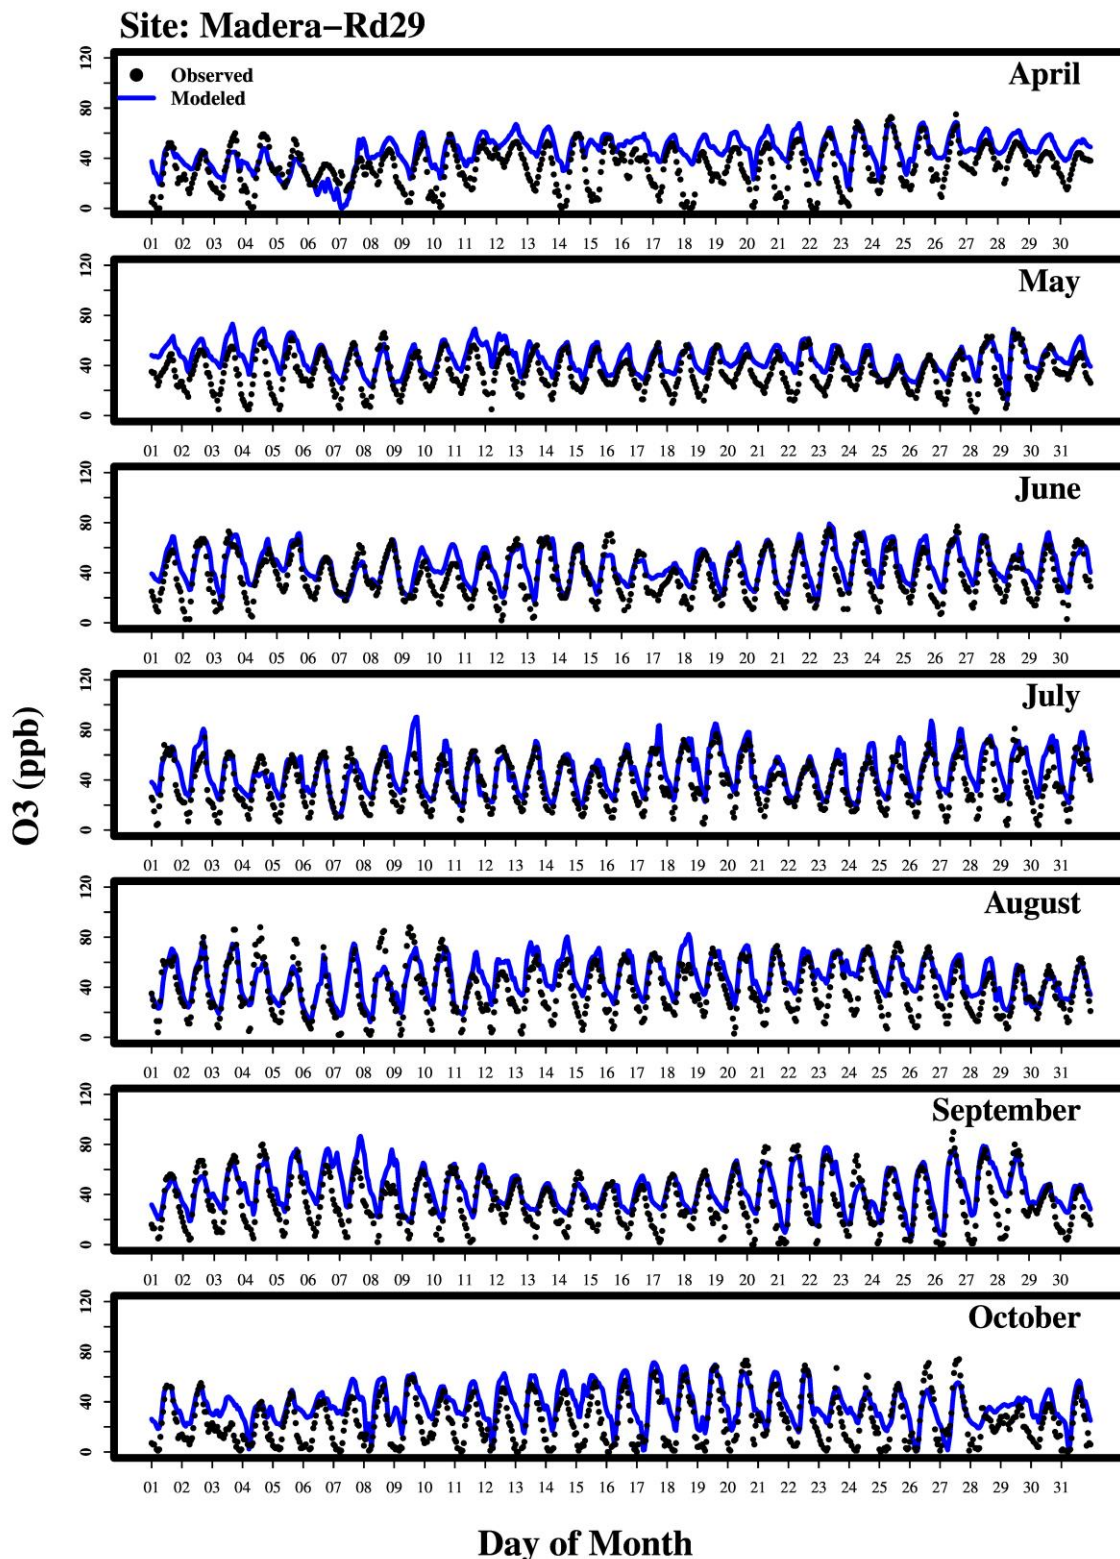 Site: Madera−Rd29
Observed
Modeled
April
0 40 80 120
01 02 03 04 05 06 07 08 09 10 11 12 13 14 15 16 17 18 19 20 21 22 23 24 25 26 27 28 29 30
May
0 40 80 120
01 02 03 04 05 06 07 08 09 10 11 12 13 14 15 16 17 18 19 20 21 22 23 24 25 26 27 28 29 30 31
June
0 40 80 120
01 02 03 04 05 06 07 08 09 10 11 12 13 14 15 16 17 18 19 20 21 22 23 24 25 26 27 28 29 30
July
0 40 80 120
01 02 03 04 05 06 07 08 09 10 11 12 13 14 15 16 17 18 19 20 21 22 23 24 25 26 27 28 29 30 31
August
0 40 80 120
01 02 03 04 05 06 07 08 09 10 11 12 13 14 15 16 17 18 19 20 21 22 23 24 25 26 27 28 29 30 31
September
0 40 80 120
01 02 03 04 05 06 07 08 09 10 11 12 13 14 15 16 17 18 19 20 21 22 23 24 25 26 27 28 29 30
October
0 40 80 120
01 02 03 04 05 06 07 08 09 10 11 12 13 14 15 16 17 18 19 20 21 22 23 24 25 26 27 28 29 30 31
O3 (ppb)
Day of Month